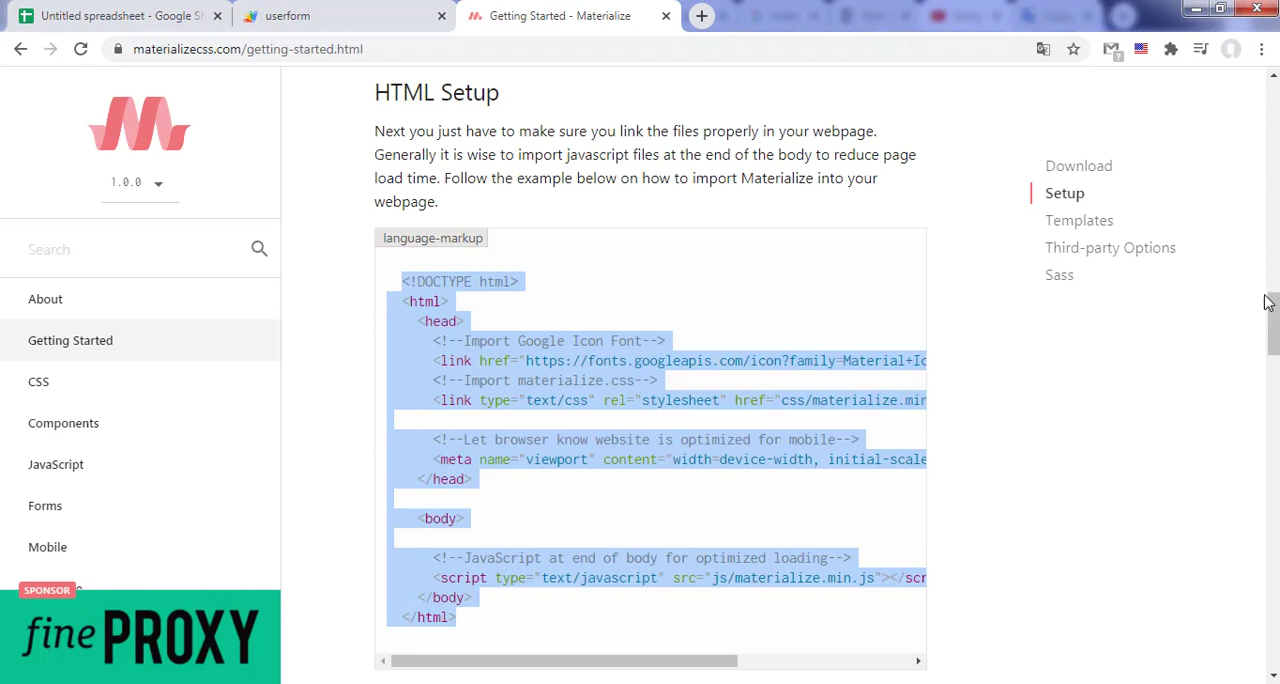 Untitled spreadsheet - Google Sh
userform
Getting Started - Materialize
materializecss.com/getting-started.html
1.0.0
Search
About
Getting Started
CSS
Components
JavaScript
Forms
Mobile
SPONSOR
fine PROXY
HTML Setup
Next you just have to make sure you link the files properly in your webpage.
Generally it is wise to import javascript files at the end of the body to reduce page
load time. Follow the example below on how to import Materialize into your
webpage.
language-markup
<!DOCTYPE html>
<html>
<head>
<!--Import Google Icon Font-->
<link href="https://fonts.googleapis.com/icon?family=Material+Ic
<!--Import materialize.css-->
<link type="text/css" rel="stylesheet" href="css/materialize.min
<!--Let browser know website is optimized for mobile-->
<meta name="viewport" content="width=device-width, initial-scale
</head>
<body>
<!--JavaScript at end of body for optimized loading-->
<script type="text/javascript" src="js/materialize.min.js"></scr
</body>
</html>
Download
Setup
Templates
Third-party Options
Sass